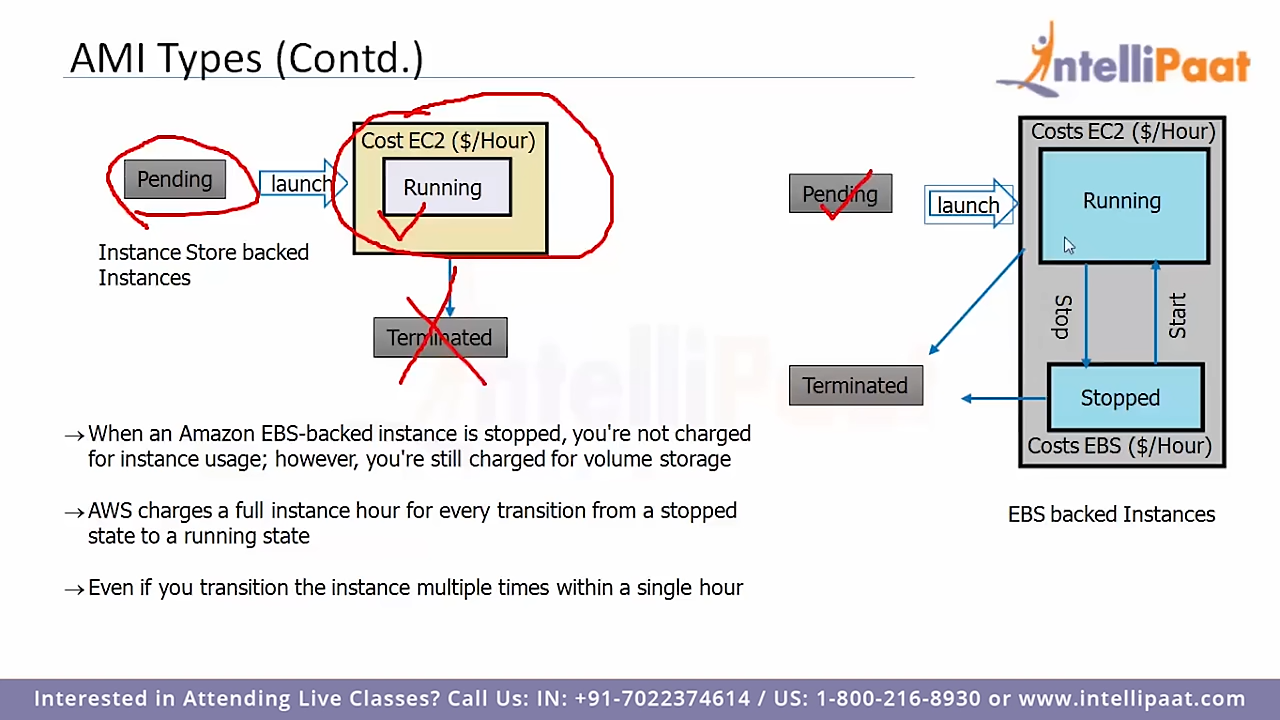 AMI Types (Contd.)
IntelliPaat
Pending
launch
Cost EC2 ($/Hour)
Running
Instance Store backed
Instances
Terminated
Pending
launch
Costs EC2 ($/Hour)
Running
Stop
Start
Terminated
Stopped
Costs EBS ($/Hour)
EBS backed Instances
IntelliPaat
→When an Amazon EBS-backed instance is stopped, you're not charged
for instance usage; however, you're still charged for volume storage
→AWS charges a full instance hour for every transition from a stopped
state to a running state
→Even if you transition the instance multiple times within a single hour
Interested in Attending Live Classes? Call Us: IN: +91-7022374614 / US: 1-800-216-8930 or www.intellipaat.com